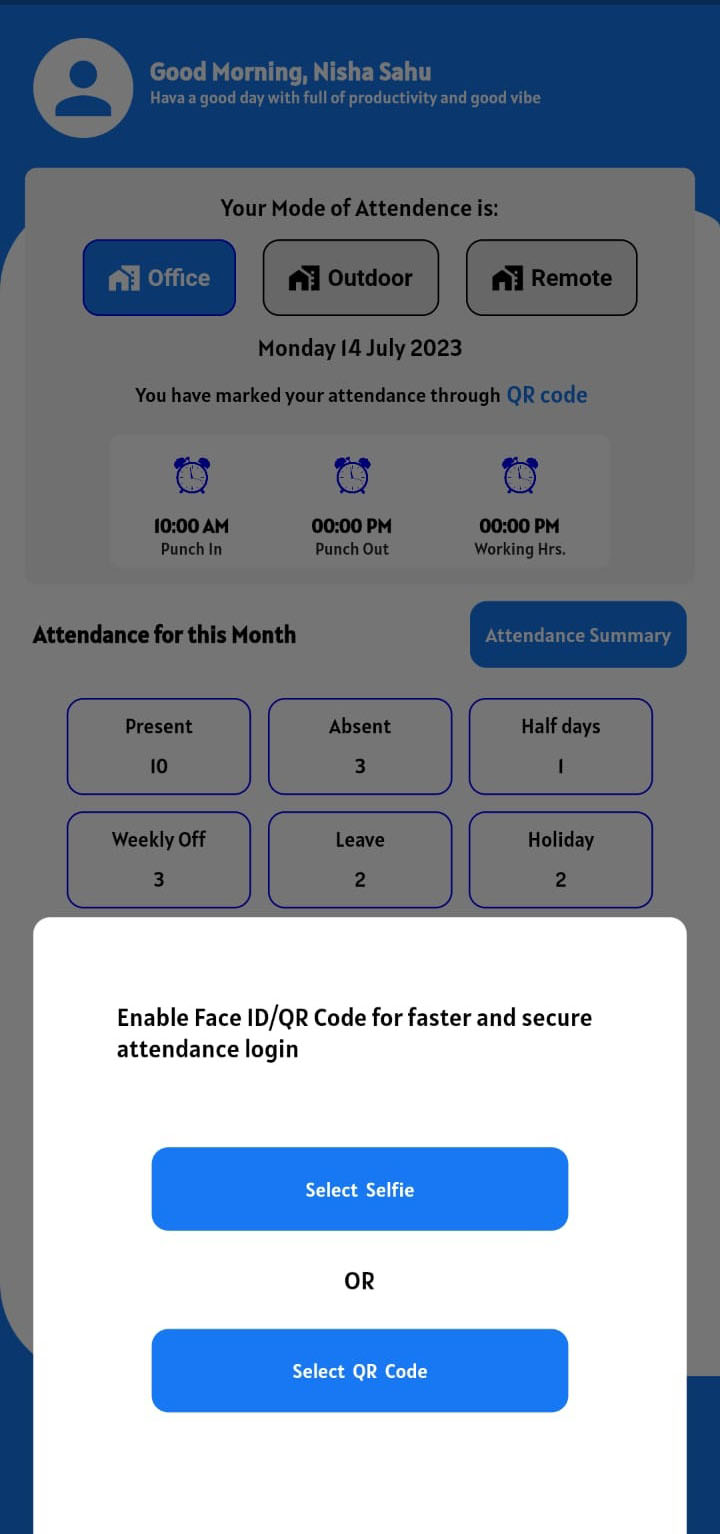 Good Morning, Nisha Sahu
Hava a good day with full of productivity and good vibe
Your Mode of Attendence is:
Office Outdoor Remote
Monday 14 July 2023
You have marked your attendance through QR code
10:00 AM 00:00 PM 00:00 PM
Punch In Punch Out Working Hrs.
Attendance for this Month Attendance Summary
Present Absent Half days
10 3 1
Weekly Off Leave Holiday
3 2 2
Enable Face ID/QR Code for faster and secure
attendance login
Select Selfie
OR
Select QR Code